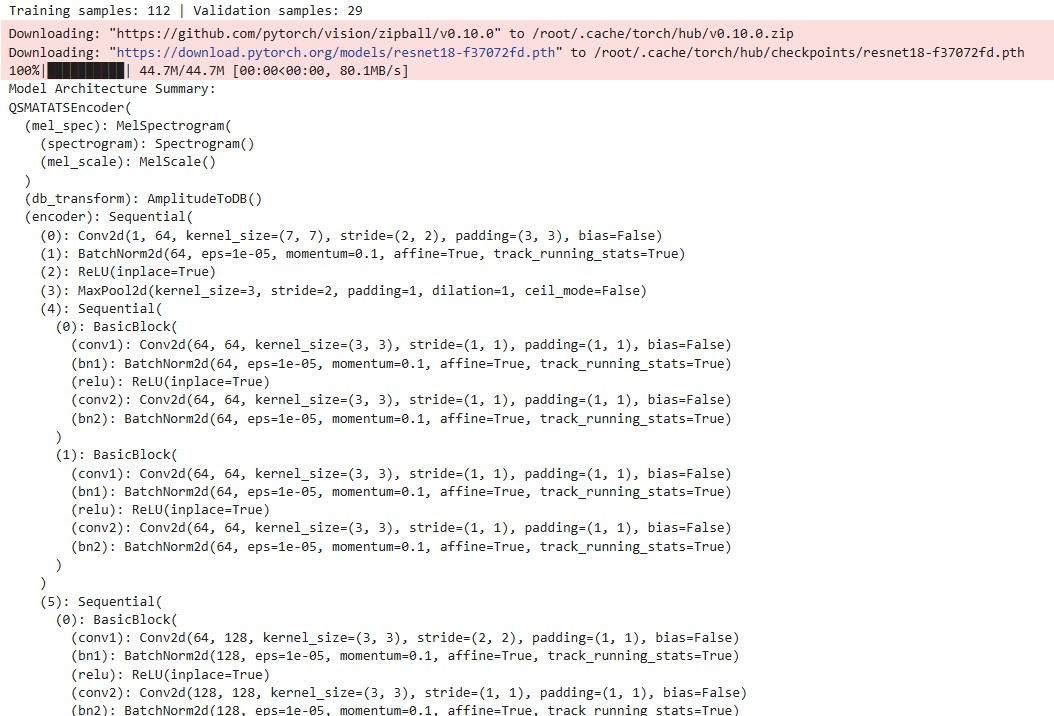 Training samples: 112 | Validation samples: 29
Downloading: "https://github.com/pytorch/vision/zipball/v0.10.0" to /root/.cache/torch/hub/v0.10.0.zip
Downloading: "https://download.pytorch.org/models/resnet18-f37072fd.pth" to /root/.cache/torch/hub/checkpoints/resnet18-f37072fd.pth
100%|██████████| 44.7M/44.7M [00:00<00:00, 80.1MB/s]
Model Architecture Summary:
QSMATATSEncoder(
  (mel_spec): MelSpectrogram(
    (spectrogram): Spectrogram()
    (mel_scale): MelScale()
  )
  (db_transform): AmplitudeToDB()
  (encoder): Sequential(
    (0): Conv2d(1, 64, kernel_size=(7, 7), stride=(2, 2), padding=(3, 3), bias=False)
    (1): BatchNorm2d(64, eps=1e-05, momentum=0.1, affine=True, track_running_stats=True)
    (2): ReLU(inplace=True)
    (3): MaxPool2d(kernel_size=3, stride=2, padding=1, dilation=1, ceil_mode=False)
    (4): Sequential(
      (0): BasicBlock(
        (conv1): Conv2d(64, 64, kernel_size=(3, 3), stride=(1, 1), padding=(1, 1), bias=False)
        (bn1): BatchNorm2d(64, eps=1e-05, momentum=0.1, affine=True, track_running_stats=True)
        (relu): ReLU(inplace=True)
        (conv2): Conv2d(64, 64, kernel_size=(3, 3), stride=(1, 1), padding=(1, 1), bias=False)
        (bn2): BatchNorm2d(64, eps=1e-05, momentum=0.1, affine=True, track_running_stats=True)
      )
      (1): BasicBlock(
        (conv1): Conv2d(64, 64, kernel_size=(3, 3), stride=(1, 1), padding=(1, 1), bias=False)
        (bn1): BatchNorm2d(64, eps=1e-05, momentum=0.1, affine=True, track_running_stats=True)
        (relu): ReLU(inplace=True)
        (conv2): Conv2d(64, 64, kernel_size=(3, 3), stride=(1, 1), padding=(1, 1), bias=False)
        (bn2): BatchNorm2d(64, eps=1e-05, momentum=0.1, affine=True, track_running_stats=True)
      )
    )
    (5): Sequential(
      (0): BasicBlock(
        (conv1): Conv2d(64, 128, kernel_size=(3, 3), stride=(2, 2), padding=(1, 1), bias=False)
        (bn1): BatchNorm2d(128, eps=1e-05, momentum=0.1, affine=True, track_running_stats=True)
        (relu): ReLU(inplace=True)
        (conv2): Conv2d(128, 128, kernel_size=(3, 3), stride=(1, 1), padding=(1, 1), bias=False)
        (bn2): BatchNorm2d(128, eps=1e-05, momentum=0.1, affine=True, track_running_stats=True)